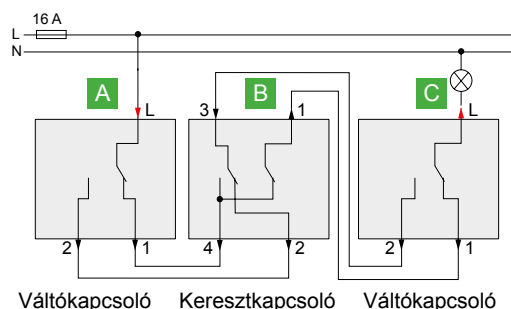 16 A
L
N
A B C
L 3 1 L
2 1 4 2 2 1
Váltókapcsoló Keresztkapcsoló Váltókapcsoló